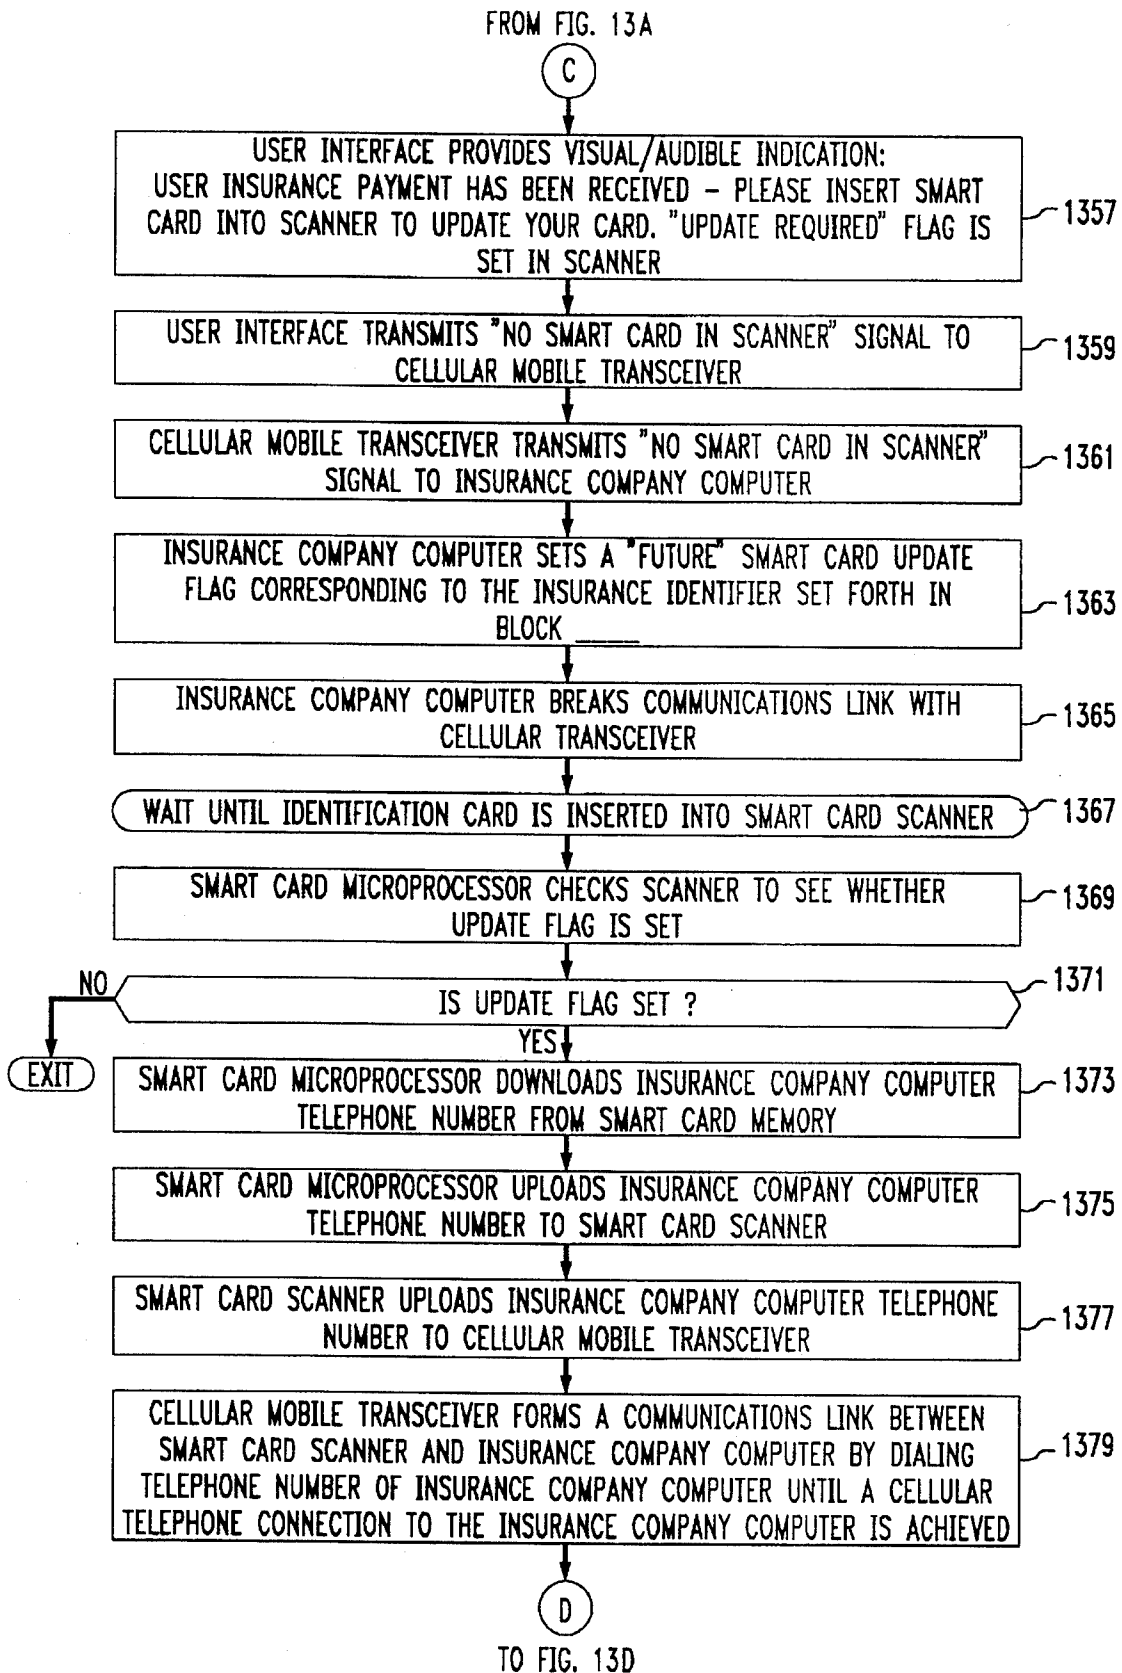 FROM FIG. 13A
C
USER INTERFACE PROVIDES VISUAL/AUDIBLE INDICATION:
USER INSURANCE PAYMENT HAS BEEN RECEIVED – PLEASE INSERT SMART
CARD INTO SCANNER TO UPDATE YOUR CARD. "UPDATE REQUIRED" FLAG IS
SET IN SCANNER
1357
USER INTERFACE TRANSMITS "NO SMART CARD IN SCANNER" SIGNAL TO
CELLULAR MOBILE TRANSCEIVER
1359
CELLULAR MOBILE TRANSCEIVER TRANSMITS "NO SMART CARD IN SCANNER"
SIGNAL TO INSURANCE COMPANY COMPUTER
1361
INSURANCE COMPANY COMPUTER SETS A "FUTURE" SMART CARD UPDATE
FLAG CORRESPONDING TO THE INSURANCE IDENTIFIER SET FORTH IN
BLOCK ____
1363
INSURANCE COMPANY COMPUTER BREAKS COMMUNICATIONS LINK WITH
CELLULAR TRANSCEIVER
1365
WAIT UNTIL IDENTIFICATION CARD IS INSERTED INTO SMART CARD SCANNER
1367
SMART CARD MICROPROCESSOR CHECKS SCANNER TO SEE WHETHER
UPDATE FLAG IS SET
1369
NO
IS UPDATE FLAG SET ?
1371
YES
EXIT
SMART CARD MICROPROCESSOR DOWNLOADS INSURANCE COMPANY COMPUTER
TELEPHONE NUMBER FROM SMART CARD MEMORY
1373
SMART CARD MICROPROCESSOR UPLOADS INSURANCE COMPANY COMPUTER
TELEPHONE NUMBER TO SMART CARD SCANNER
1375
SMART CARD SCANNER UPLOADS INSURANCE COMPANY COMPUTER TELEPHONE
NUMBER TO CELLULAR MOBILE TRANSCEIVER
1377
CELLULAR MOBILE TRANSCEIVER FORMS A COMMUNICATIONS LINK BETWEEN
SMART CARD SCANNER AND INSURANCE COMPANY COMPUTER BY DIALING
TELEPHONE NUMBER OF INSURANCE COMPANY COMPUTER UNTIL A CELLULAR
TELEPHONE CONNECTION TO THE INSURANCE COMPANY COMPUTER IS ACHIEVED
1379
D
TO FIG. 13D